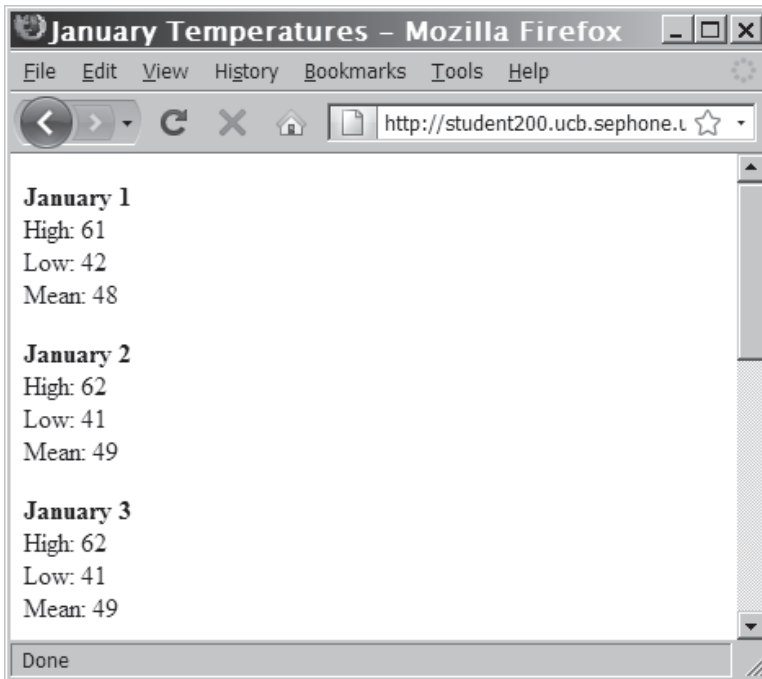 January Temperatures - Mozilla Firefox
File Edit View History Bookmarks Tools Help
http://student200.ucb.sephone.u
January 1
High: 61
Low: 42
Mean: 48
January 2
High: 62
Low: 41
Mean: 49
January 3
High: 62
Low: 41
Mean: 49
Done